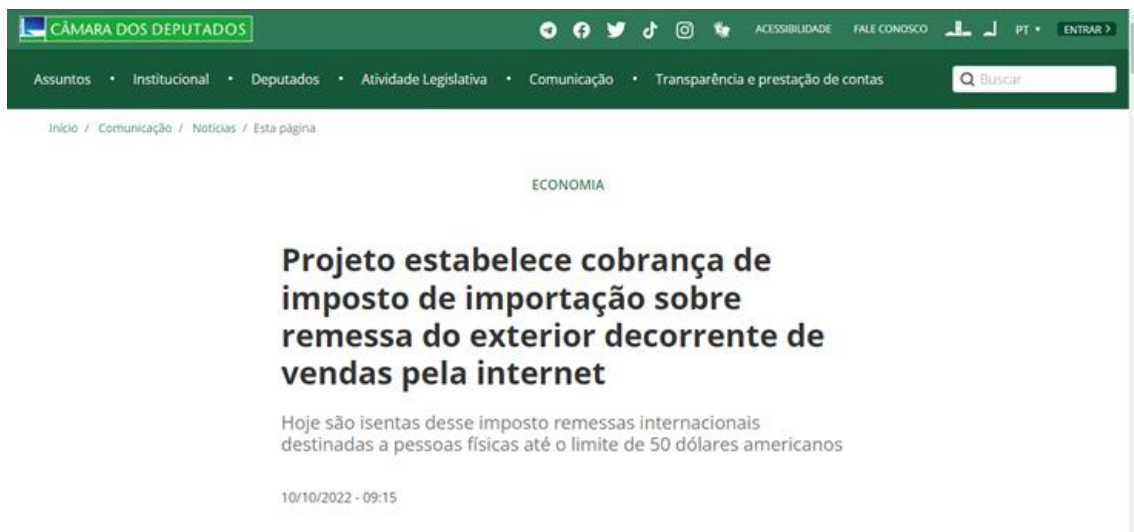 CÂMARA DOS DEPUTADOS
ACESSIBILIDADE FALE CONOSCO PT ENTRAR >
Assuntos • Institucional • Deputados • Atividade Legislativa • Comunicação • Transparência e prestação de contas Buscar
Início / Comunicação / Notícias / Esta página
ECONOMIA
Projeto estabelece cobrança de
imposto de importação sobre
remessa do exterior decorrente de
vendas pela internet
Hoje são isentas desse imposto remessas internacionais
destinadas a pessoas físicas até o limite de 50 dólares americanos
10/10/2022 - 09:15